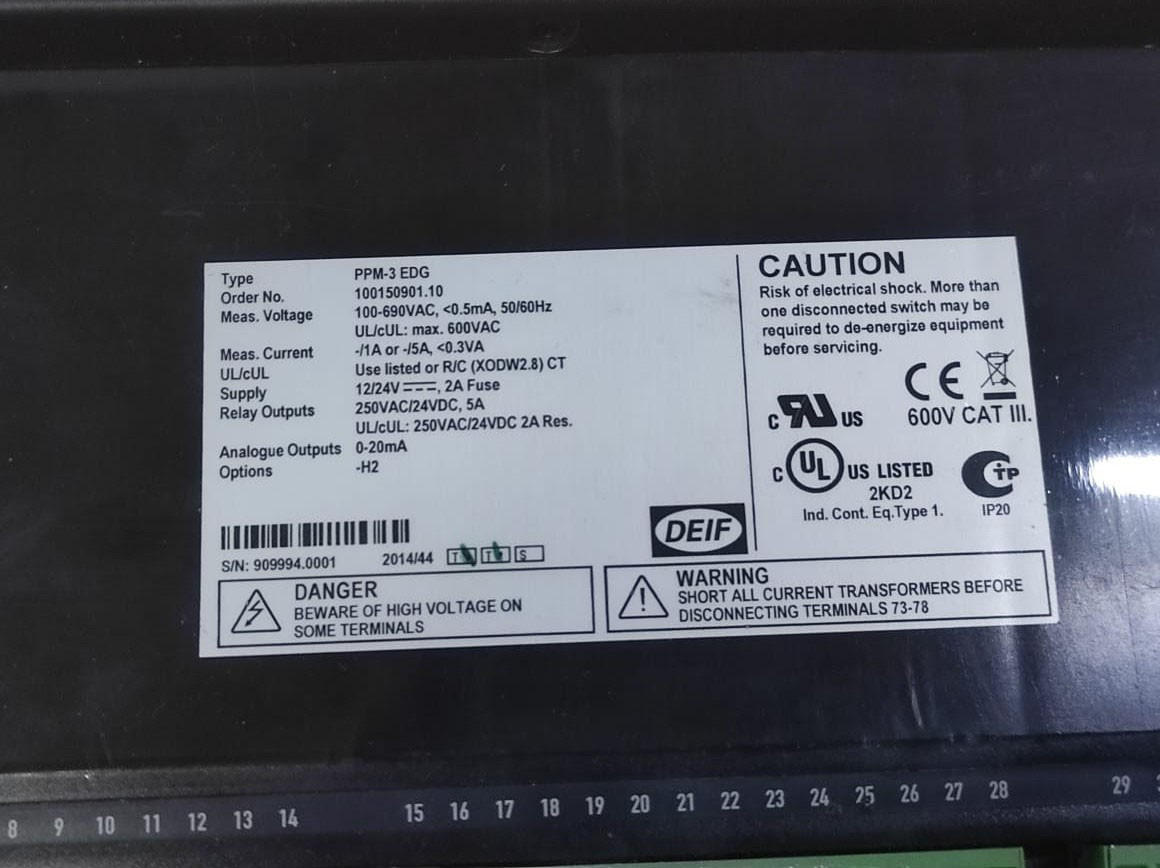 Type PPM-3 EDG
Order No. 100150901.10
Meas. Voltage 100-690VAC, <0.5mA, 50/60Hz
UL/cUL: max. 600VAC
Meas. Current -/1A or -/5A, <0.3VA
UL/cUL Use listed or R/C (XODW2.8) CT
Supply 12/24V ⎓, 2A Fuse
Relay Outputs 250VAC/24VDC, 5A
UL/cUL: 250VAC/24VDC 2A Res.
Analogue Outputs 0-20mA
Options -H2
S/N: 909994.0001 2014/44 T T S
DEIF
CAUTION
Risk of electrical shock. More than
one disconnected switch may be
required to de-energize equipment
before servicing.
CE
600V CAT III.
c RU US
c UL US LISTED
2KD2
Ind. Cont. Eq.Type 1.
CTP
IP20
DANGER
BEWARE OF HIGH VOLTAGE ON
SOME TERMINALS
WARNING
SHORT ALL CURRENT TRANSFORMERS BEFORE
DISCONNECTING TERMINALS 73-78
8 9 10 11 12 13 14 15 16 17 18 19 20 21 22 23 24 25 26 27 28 29